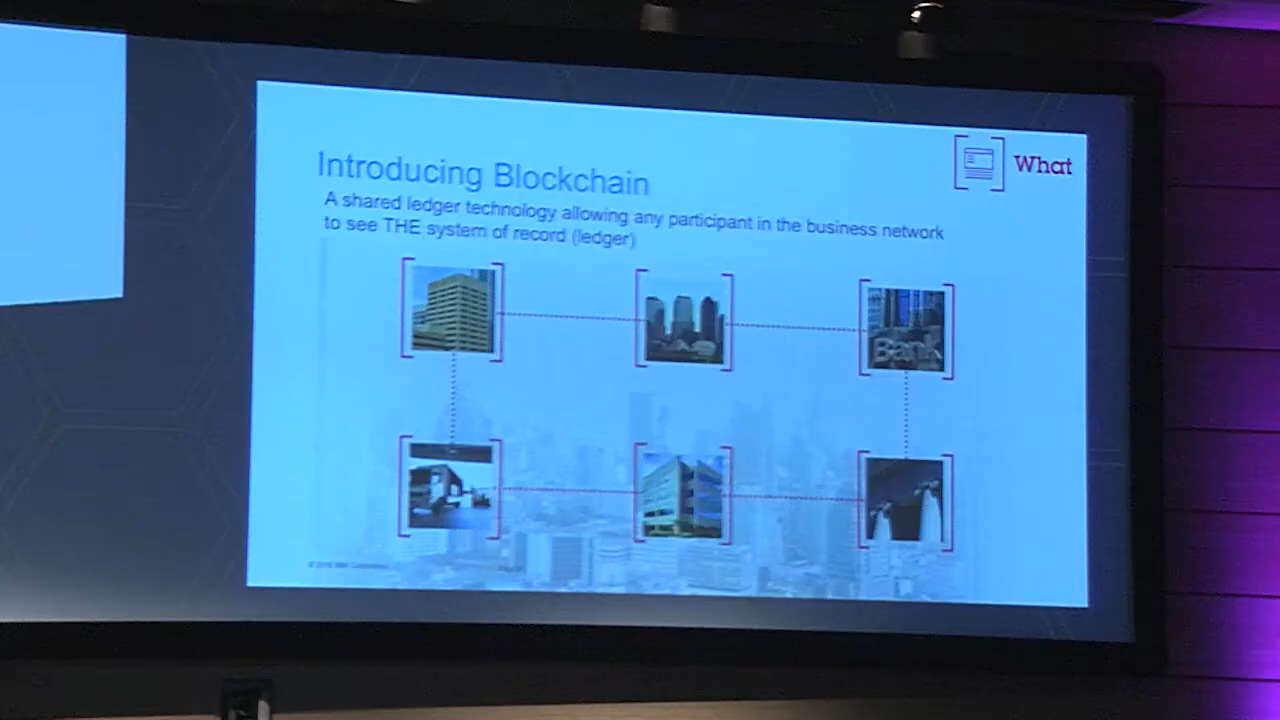 What
Introducing Blockchain
A shared ledger technology allowing any participant in the business network
to see THE system of record (ledger)
Bank